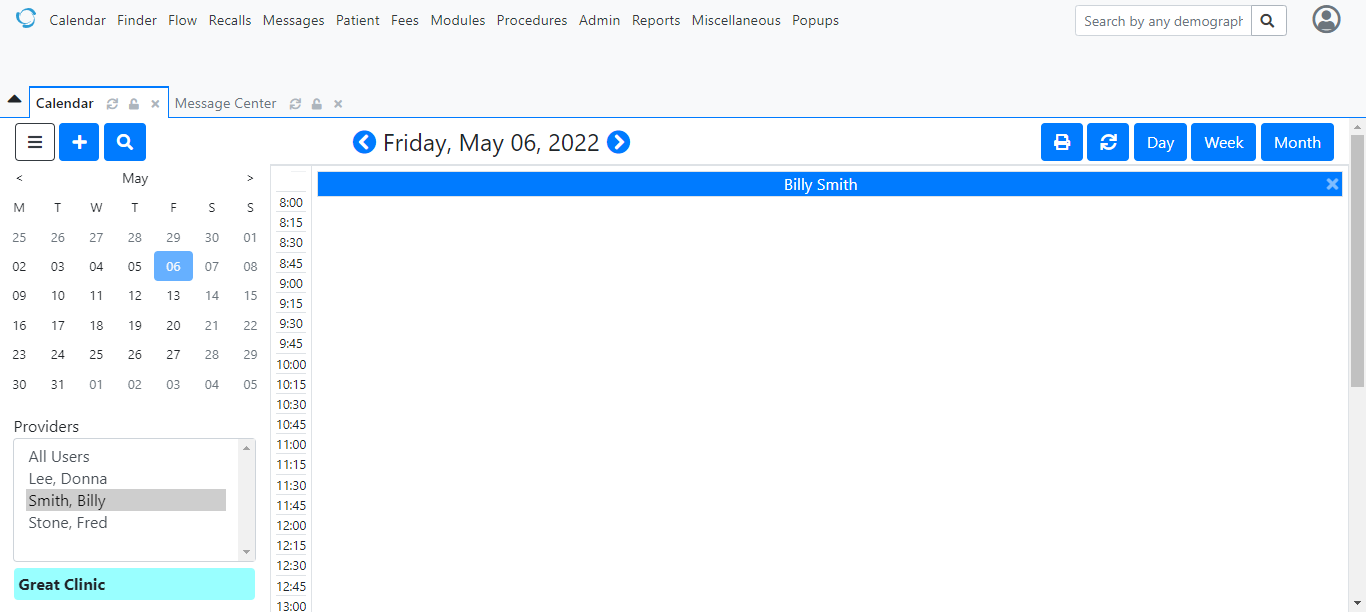 Calendar Finder Flow Recalls Messages Patient Fees Modules Procedures Admin Reports Miscellaneous Popups
Search by any demograph
Calendar Message Center
Friday, May 06, 2022
Day Week Month
< May >
M T W T F S S
25 26 27 28 29 30 01
02 03 04 05 06 07 08
09 10 11 12 13 14 15
16 17 18 19 20 21 22
23 24 25 26 27 28 29
30 31 01 02 03 04 05
Providers
All Users
Lee, Donna
Smith, Billy
Stone, Fred
Great Clinic
Billy Smith
8:00
8:15
8:30
8:45
9:00
9:15
9:30
9:45
10:00
10:15
10:30
10:45
11:00
11:15
11:30
11:45
12:00
12:15
12:30
12:45
13:00